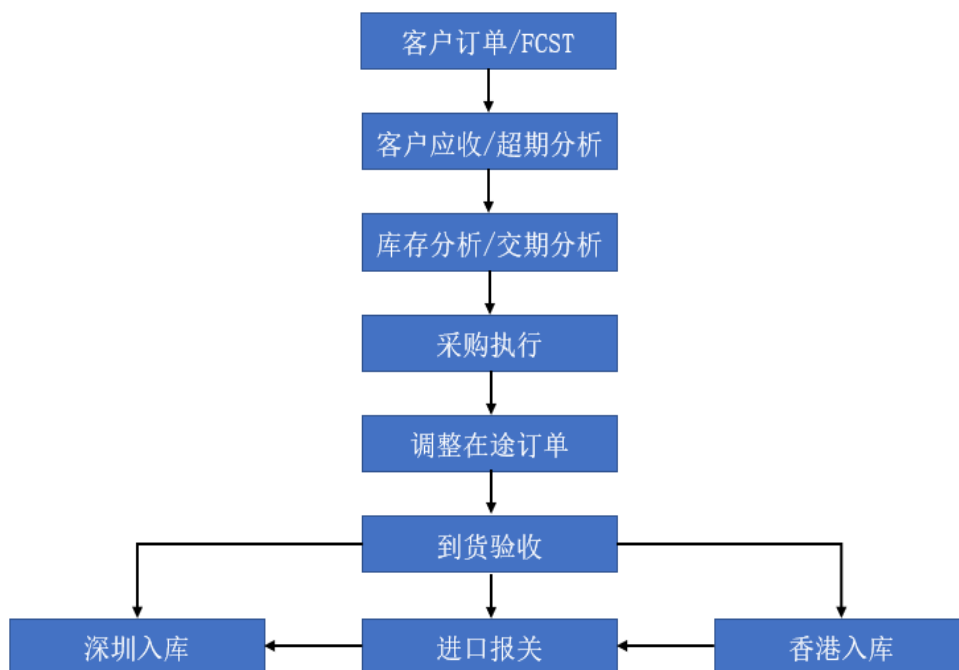 客户订单/FCST
客户应收/超期分析
库存分析/交期分析
采购执行
调整在途订单
到货验收
深圳入库
进口报关
香港入库